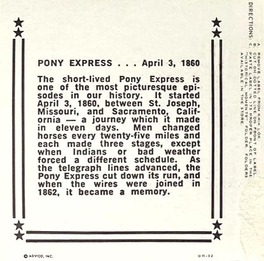 PONY EXPRESS . . . April 3, 1860
The short-lived Pony Express is
one of the most picturesque epi-
sodes in our history. It started
April 3, 1860, between St. Joseph,
Missouri, and Sacramento, Calif-
ornia — a journey which it made
in eleven days. Men changed
horses every twenty-five miles and
each made three stages, except
when Indians or bad weather
forced a different schedule. As
the telegraph lines advanced, the
Pony Express cut down its run, and
when the wires were joined in
1862, it became a memory.
© ADVICE, INC.
DIRECTIONS: